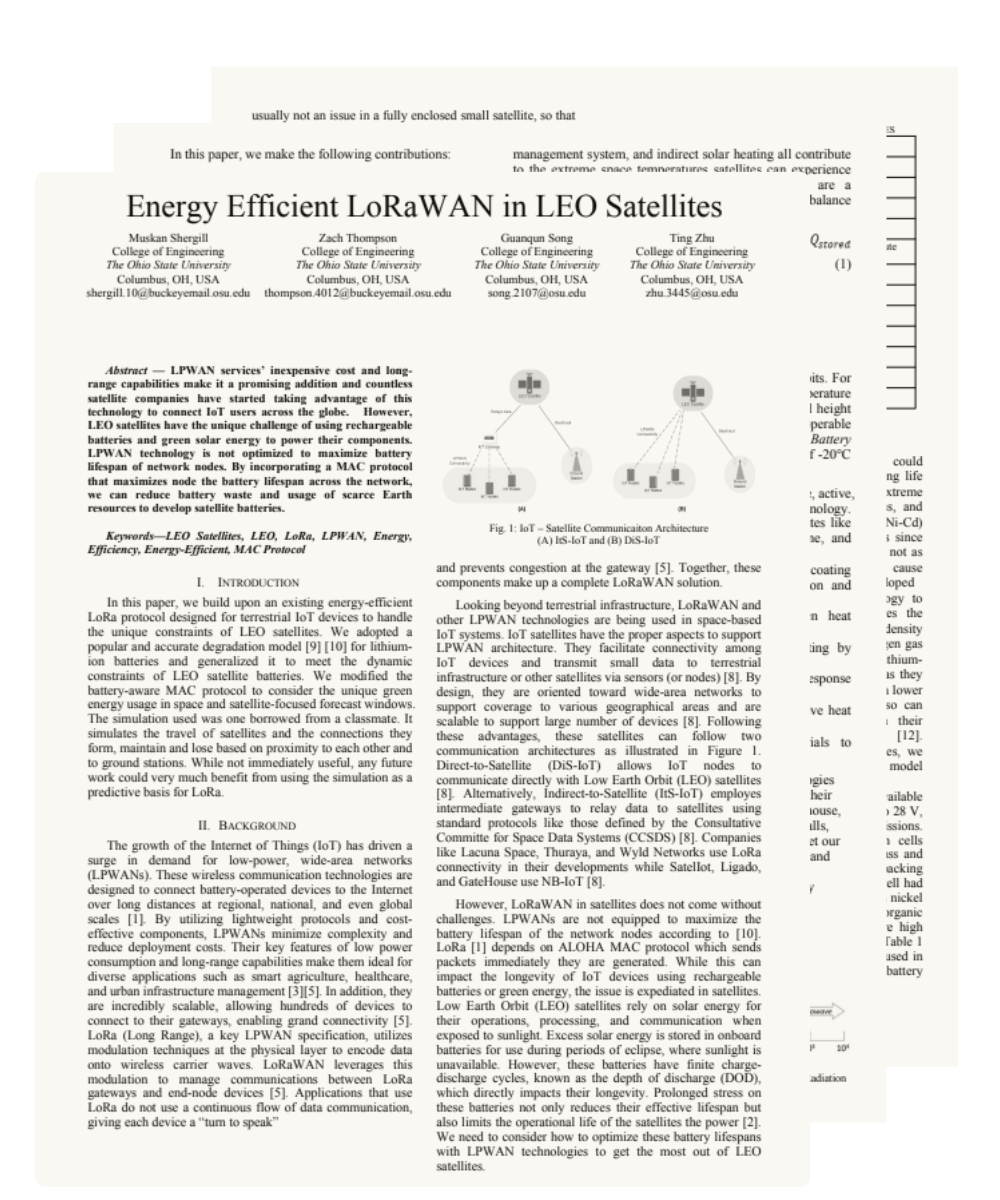 usually not an issue in a fully enclosed small satellite, so that
In this paper, we make the following contributions:
management system, and indirect solar heating all contribute
to the extreme space temperatures satellites can experience
are a
balance
Q_stored
(1)
Energy Efficient LoRaWAN in LEO Satellites
Muskan Shergill
College of Engineering
The Ohio State University
Columbus, OH, USA
shergill.10@buckeyemail.osu.edu
Zach Thompson
College of Engineering
The Ohio State University
Columbus, OH, USA
thompson.4012@buckeyemail.osu.edu
Guanqun Song
College of Engineering
The Ohio State University
Columbus, OH, USA
song.2107@osu.edu
Ting Zhu
College of Engineering
The Ohio State University
Columbus, OH, USA
zhu.3445@osu.edu
Abstract — LPWAN services’ inexpensive cost and long-
range capabilities make it a promising addition and countless
satellite companies have started taking advantage of this
technology to connect IoT users across the globe. However,
LEO satellites have the unique challenge of using rechargeable
batteries and green solar energy to power their components.
LPWAN technology is not optimized to maximize battery
lifespan of network nodes. By incorporating a MAC protocol
that maximizes node the battery lifespan across the network,
we can reduce battery waste and usage of scarce Earth
resources to develop satellite batteries.
Keywords—LEO Satellites, LEO, LoRa, LPWAN, Energy,
Efficiency, Energy-Efficient, MAC Protocol
I. INTRODUCTION
In this paper, we build upon an existing energy-efficient
LoRa protocol designed for terrestrial IoT devices to handle
the unique constraints of LEO satellites. We adopted a
popular and accurate degradation model [9] [10] for lithium-
ion batteries and generalized it to meet the dynamic
constraints of LEO satellite batteries. We modified the
battery-aware MAC protocol to consider the unique green
energy usage in space and satellite-focused forecast windows.
The simulation used was one borrowed from a classmate. It
simulates the travel of satellites and the connections they
form, maintain and lose based on proximity to each other and
to ground stations. While not immediately useful, any future
work could very much benefit from using the simulation as a
predictive basis for LoRa.
II. BACKGROUND
The growth of the Internet of Things (IoT) has driven a
surge in demand for low-power, wide-area networks
(LPWANs). These wireless communication technologies are
designed to connect battery-operated devices to the Internet
over long distances at regional, national, and even global
scales [1]. By utilizing lightweight protocols and cost-
effective components, LPWANs minimize complexity and
reduce deployment costs. Their key features of low power
consumption and long-range capabilities make them ideal for
diverse applications such as smart agriculture, healthcare,
and urban infrastructure management [3][5]. In addition, they
are incredibly scalable, allowing hundreds of devices to
connect to their gateways, enabling grand connectivity [5].
LoRa (Long Range), a key LPWAN specification, utilizes
modulation techniques at the physical layer to encode data
onto wireless carrier waves. LoRaWAN leverages this
modulation to manage communications between LoRa
gateways and end-node devices [5]. Applications that use
LoRa do not use a continuous flow of data communication,
giving each device a “turn to speak”
(A)
(B)
Fig. 1: IoT – Satellite Communicaiton Architecture
(A) ItS-IoT and (B) DiS-IoT
and prevents congestion at the gateway [5]. Together, these
components make up a complete LoRaWAN solution.
Looking beyond terrestrial infrastructure, LoRaWAN and
other LPWAN technologies are being used in space-based
IoT systems. IoT satellites have the proper aspects to support
LPWAN architecture. They facilitate connectivity among
IoT devices and transmit small data to terrestrial
infrastructure or other satellites via sensors (or nodes) [8]. By
design, they are oriented toward wide-area networks to
support coverage to various geographical areas and are
scalable to support large number of devices [8]. Following
these advantages, these satellites can follow two
communication architectures as illustrated in Figure 1.
Direct-to-Satellite (DiS-IoT) allows IoT nodes to
communicate directly with Low Earth Orbit (LEO) satellites
[8]. Alternatively, Indirect-to-Satellite (ItS-IoT) employes
intermediate gateways to relay data to satellites using
standard protocols like those defined by the Consultative
Committe for Space Data Systems (CCSDS) [8]. Companies
like Lacuna Space, Thuraya, and Wyld Networks use LoRa
connectivity in their developments while SateIIot, Ligado,
and GateHouse use NB-IoT [8].
However, LoRaWAN in satellites does not come without
challenges. LPWANs are not equipped to maximize the
battery lifespan of the network nodes according to [10].
LoRa [1] depends on ALOHA MAC protocol which sends
packets immediately they are generated. While this can
impact the longevity of IoT devices using rechargeable
batteries or green energy, the issue is expediated in satellites.
Low Earth Orbit (LEO) satellites rely on solar energy for
their operations, processing, and communication when
exposed to sunlight. Excess solar energy is stored in onboard
batteries for use during periods of eclipse, where sunlight is
unavailable. However, these batteries have finite charge-
discharge cycles, known as the depth of discharge (DOD),
which directly impacts their longevity. Prolonged stress on
these batteries not only reduces their effective lifespan but
also limits the operational life of the satellites the power [2].
We need to consider how to optimize these battery lifespans
with LPWAN technologies to get the most out of LEO
satellites.